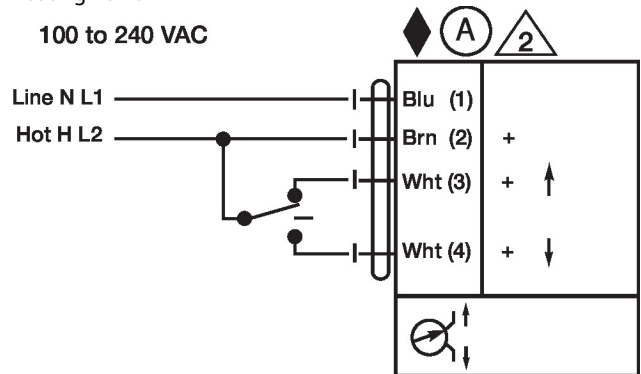 100 to 240 VAC
A
2
Line N L1
Blu (1)
Hot H L2
Brn (2) +
Wht (3) + ↑
Wht (4) + ↓